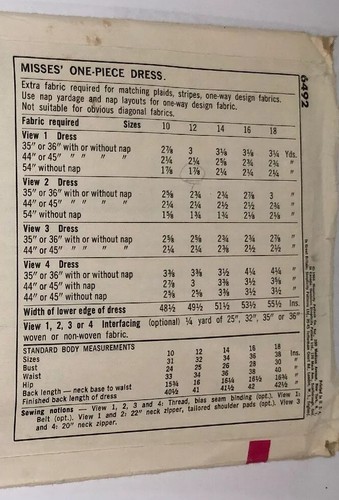 6492
MISSES' ONE-PIECE DRESS.
Extra fabric required for matching plaids, stripes, one-way design fabrics.
Use nap yardage and nap layouts for one-way design fabric.
Not suitable for obvious diagonal fabrics.
Fabric required Sizes 10 12 14 16 18
View 1 Dress
35" or 36" with or without nap 2⅞ 3 3⅛ 3⅛ 3¼ Yds.
44" or 45" " " " " 2¼ 2¼ 2⅝ 2¾ 2¾ "
54" without nap 1⅞ 1⅞ 2¼ 2¼ 2¼ "
View 2 Dress
35" or 36" with or without nap 2⅝ 2¾ 2¾ 2⅞ 3 "
44" or 45" " " " " 2¼ 2¼ 2½ 2½ 2¾ "
54" without nap 1⅝ 1¾ 1¾ 2⅛ 2⅛ "
View 3 Dress
35" or 36" with or without nap 2⅝ 2⅝ 2¾ 2¾ 2⅞ "
44" or 45" " " " " 2¼ 2¼ 2⅜ 2½ 2½ "
View 4 Dress
35" or 36" with or without nap 3⅜ 3⅜ 3½ 4¼ 4¼ "
44" or 45" with nap 2⅞ 3 3⅜ 3½ 3⅝ "
44" or 45" without nap 2⅝ 2⅝ 3⅜ 3½ 3½ "
Width of lower edge of dress 48½ 49½ 51½ 53½ 55½ Ins.
View 1, 2, 3 or 4 Interfacing (optional) ¼ yard of 25", 32", 35" or 36"
woven or non-woven fabric.
STANDARD BODY MEASUREMENTS
Sizes 10 12 14 16 18
Bust 31 32 34 36 38 Ins.
Waist 24 25 26 28 30 "
Hip 33 34 36 38 40 "
Back length — neck base to waist 15¾ 16 16¼ 16½ 16¾ "
Finished back length of dress 40½ 41 41½ 42 42½ "
Sewing notions — View 1, 2, 3 and 4: Thread, bias seam binding (opt.). View 1:
Belt (opt.). View 1 and 2: 22" neck zipper, tailored shoulder pads (opt.). View 3
and 4: 20" neck zipper.